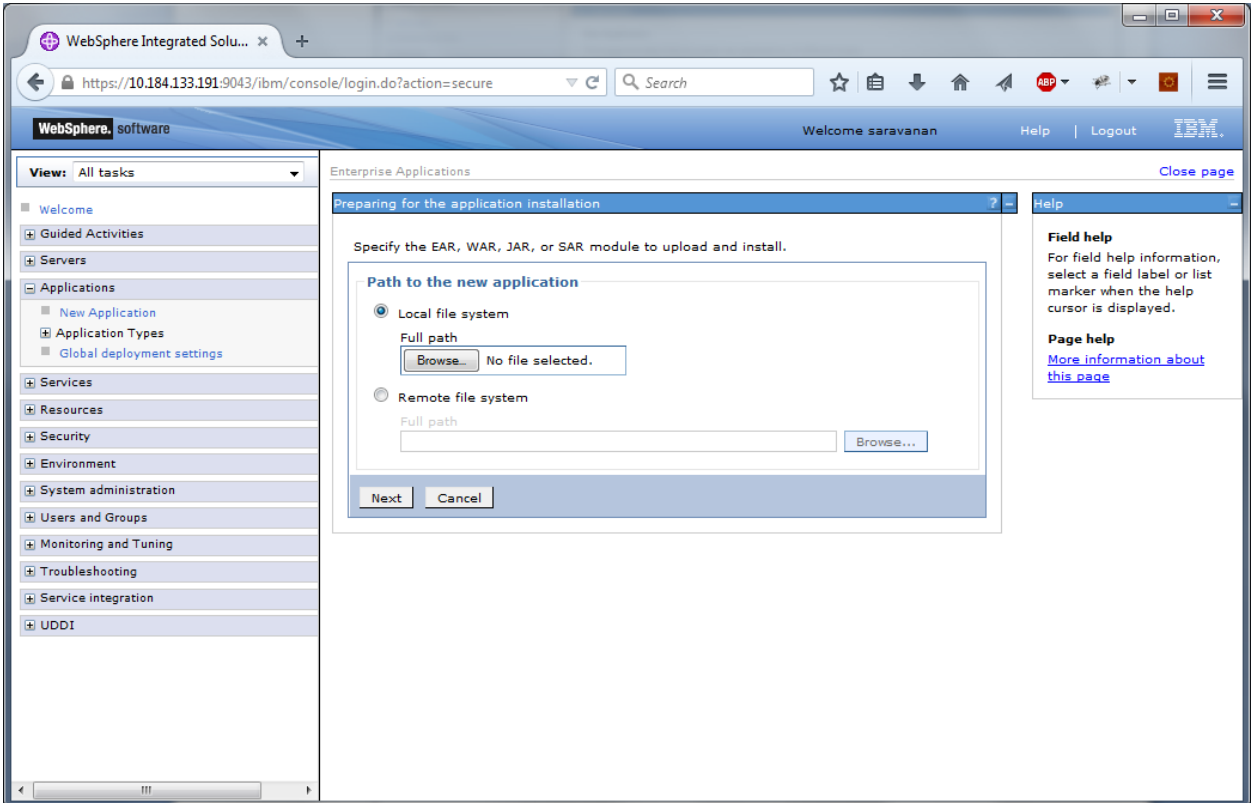 WebSphere Integrated Solu... ×
https://10.184.133.191:9043/ibm/console/login.do?action=secure
Search
ABP
WebSphere. software
Welcome saravanan
Help | Logout
IBM.
View: All tasks
Welcome
Guided Activities
Servers
Applications
New Application
Application Types
Global deployment settings
Services
Resources
Security
Environment
System administration
Users and Groups
Monitoring and Tuning
Troubleshooting
Service integration
UDDI
Enterprise Applications
Close page
Preparing for the application installation
? -
Specify the EAR, WAR, JAR, or SAR module to upload and install.
Path to the new application
Local file system
Full path
Browse... No file selected.
Remote file system
Full path
Browse...
Next Cancel
Help
Field help
For field help information,
select a field label or list
marker when the help
cursor is displayed.
Page help
More information about
this page